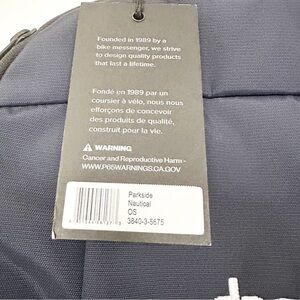 Founded in 1989 by a
bike messenger, we strive
to design quality products
that last a lifetime.
Fondé en 1989 par un
coursier à vélo, nous nous
efforçons de concevoir
des produits de qualité,
construit pour la vie.
WARNING
Cancer and Reproductive Harm -
WWW.P65WARNINGS.CA.GOV
Parkside
Nautical
OS
3840-3-5675